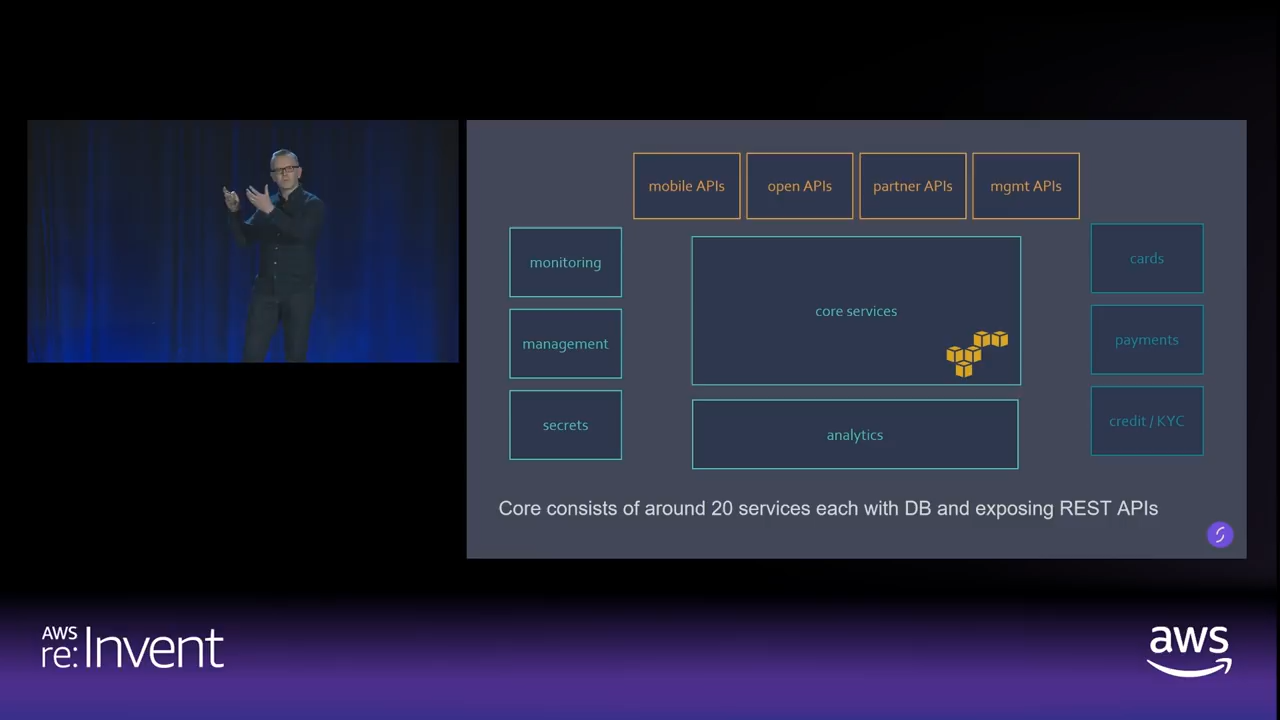 mobile APIs
open APIs
partner APIs
mgmt APIs
monitoring
management
secrets
core services
analytics
cards
payments
credit / KYC
Core consists of around 20 services each with DB and exposing REST APIs
AWS
re:Invent
aws